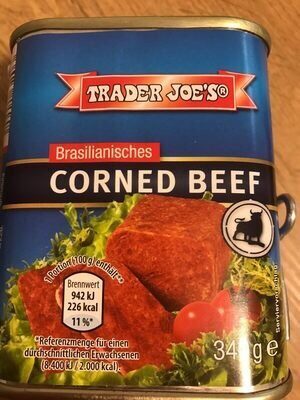 TRADER JOE'S®
Brasilianisches
CORNED BEEF
1 Portion (100 g) enthält**
Brennwert
942 kJ
226 kcal
11 %*
*Referenzmenge für einen
durchschnittlichen Erwachsenen
(8.400 kJ / 2.000 kcal).
340 g e